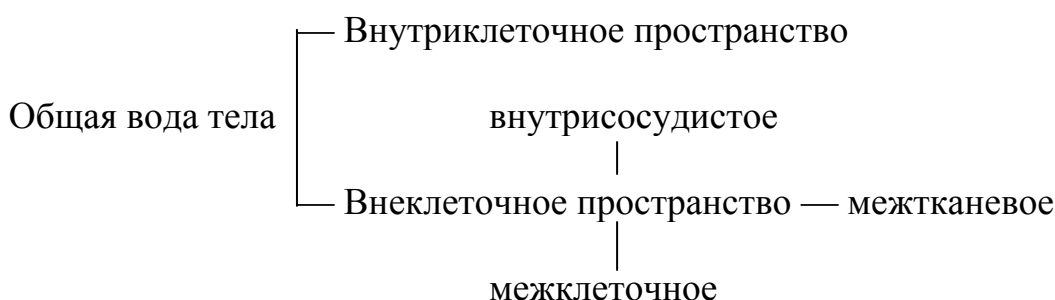 Внутриклеточное пространство
Общая вода тела
внутрисосудистое
Внеклеточное пространство
межтканевое
межклеточное